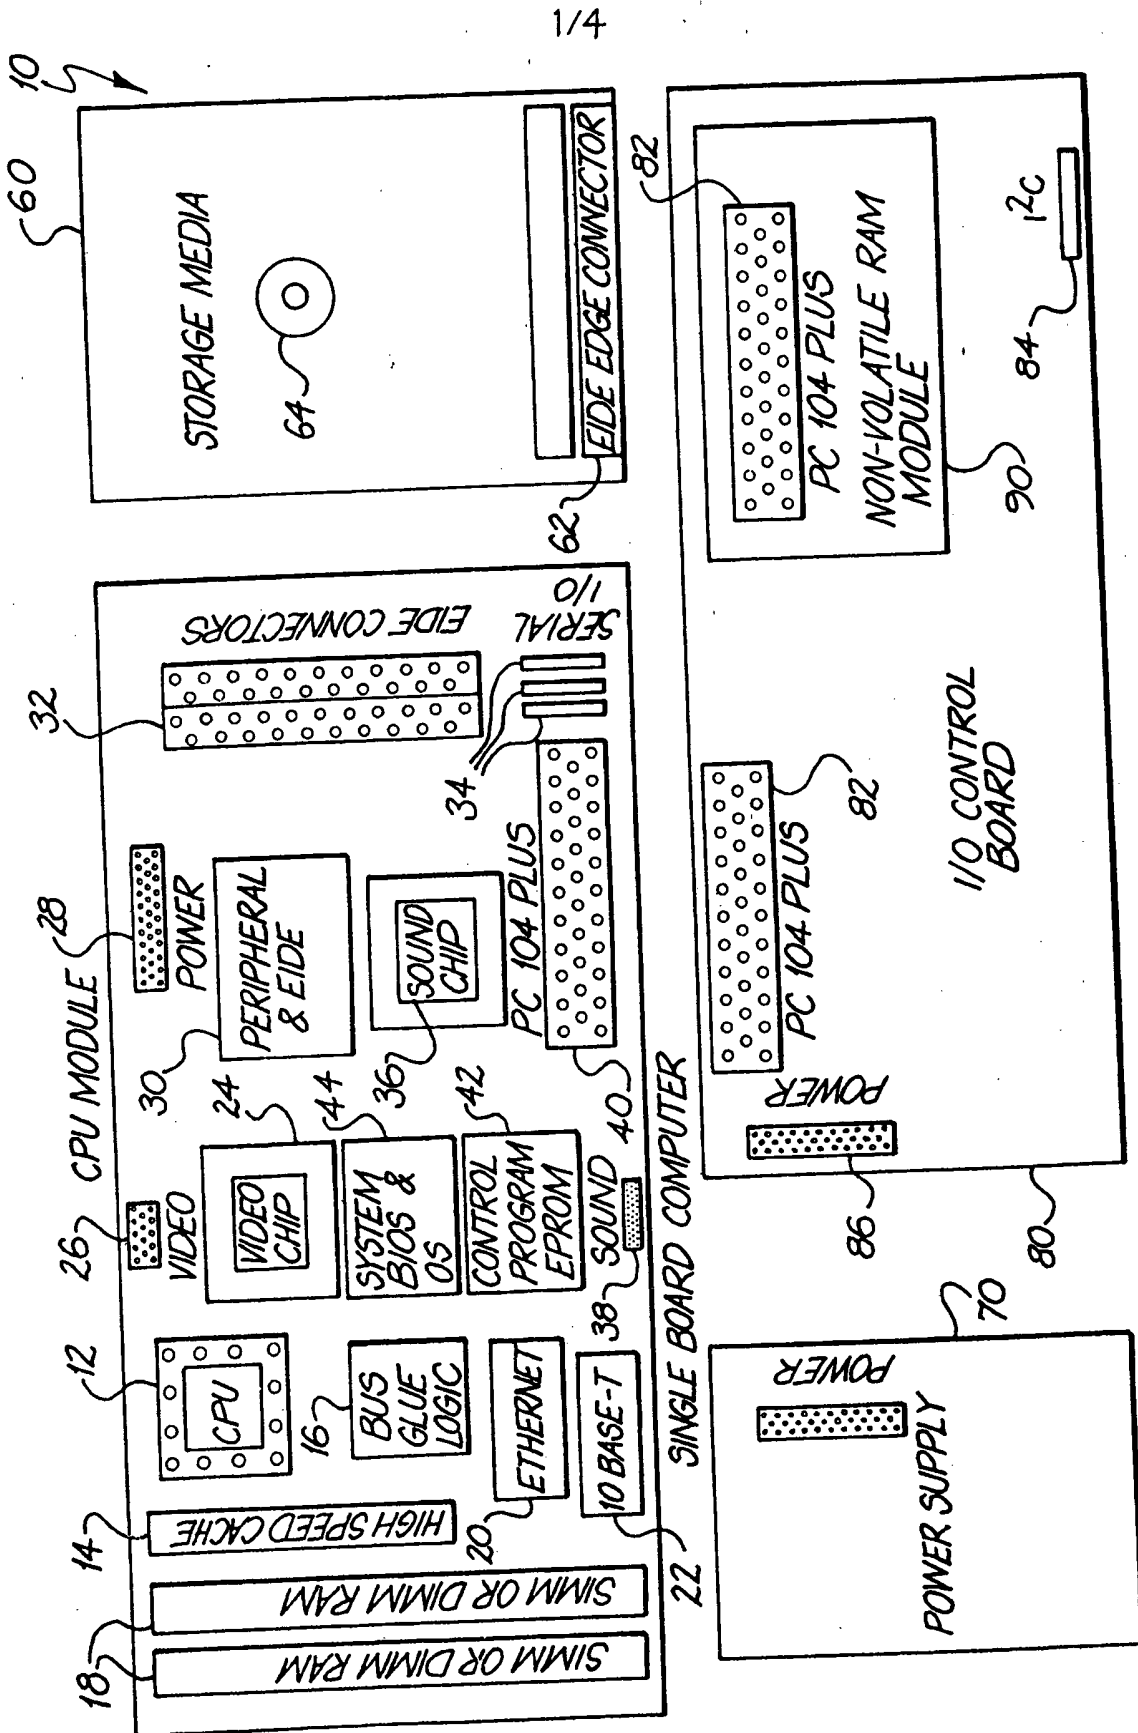 1/4
10
60
STORAGE MEDIA
64
62
EIDE EDGE CONNECTOR
CPU MODULE
18
SIMM OR DIMM RAM
SIMM OR DIMM RAM
14
HIGH SPEED CACHE
12
CPU
16
BUS
GLUE
LOGIC
20
ETHERNET
22
10 BASE-T
26
VIDEO
24
VIDEO
CHIP
44
SYSTEM
BIOS &
OS
42
CONTROL
PROGRAM
EPROM
38
SOUND
28
POWER
30
PERIPHERAL
& EIDE
36
SOUND
CHIP
40
PC 104 PLUS
32
EIDE CONNECTORS
34
SERIAL
I/O
SINGLE BOARD COMPUTER
70
POWER
POWER SUPPLY
80
86
POWER
82
PC 104 PLUS
I/O CONTROL
BOARD
82
PC 104 PLUS
NON-VOLATILE RAM
MODULE
90
84
I2C